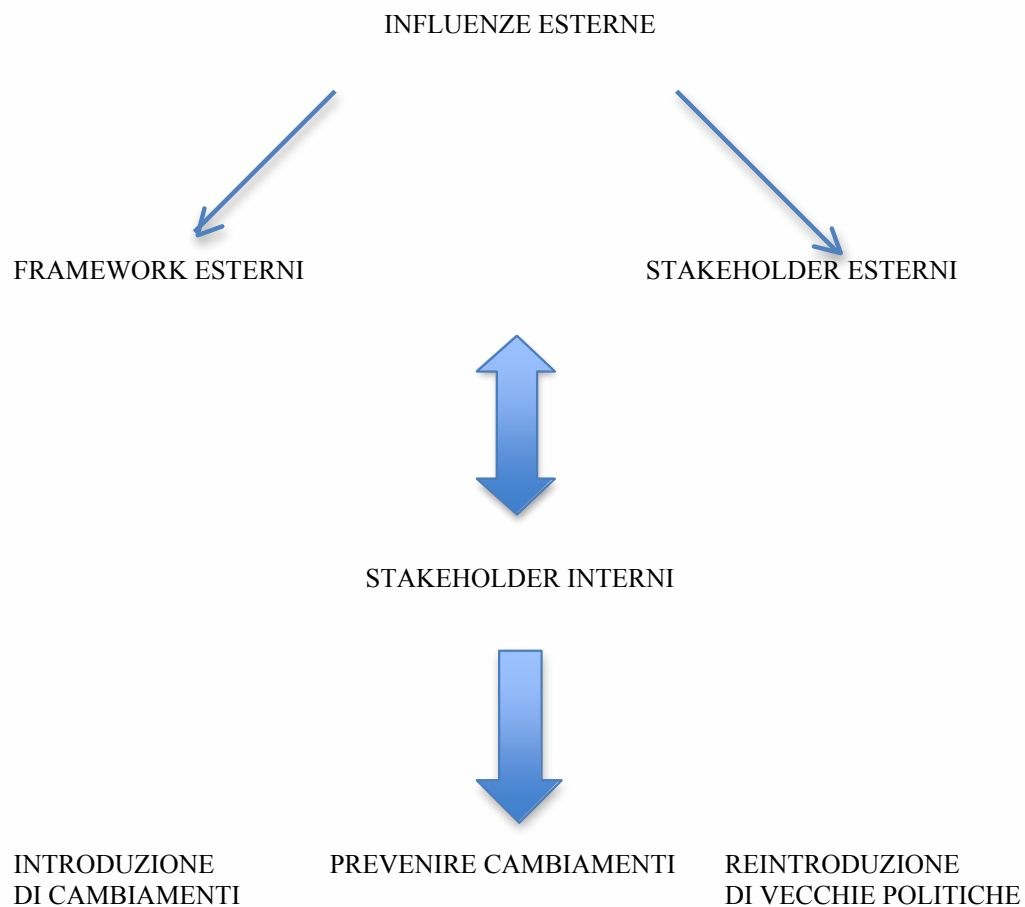 INFLUENZE ESTERNE
FRAMEWORK ESTERNI
STAKEHOLDER ESTERNI
STAKEHOLDER INTERNI
INTRODUZIONE
DI CAMBIAMENTI
PREVENIRE CAMBIAMENTI
REINTRODUZIONE
DI VECCHIE POLITICHE